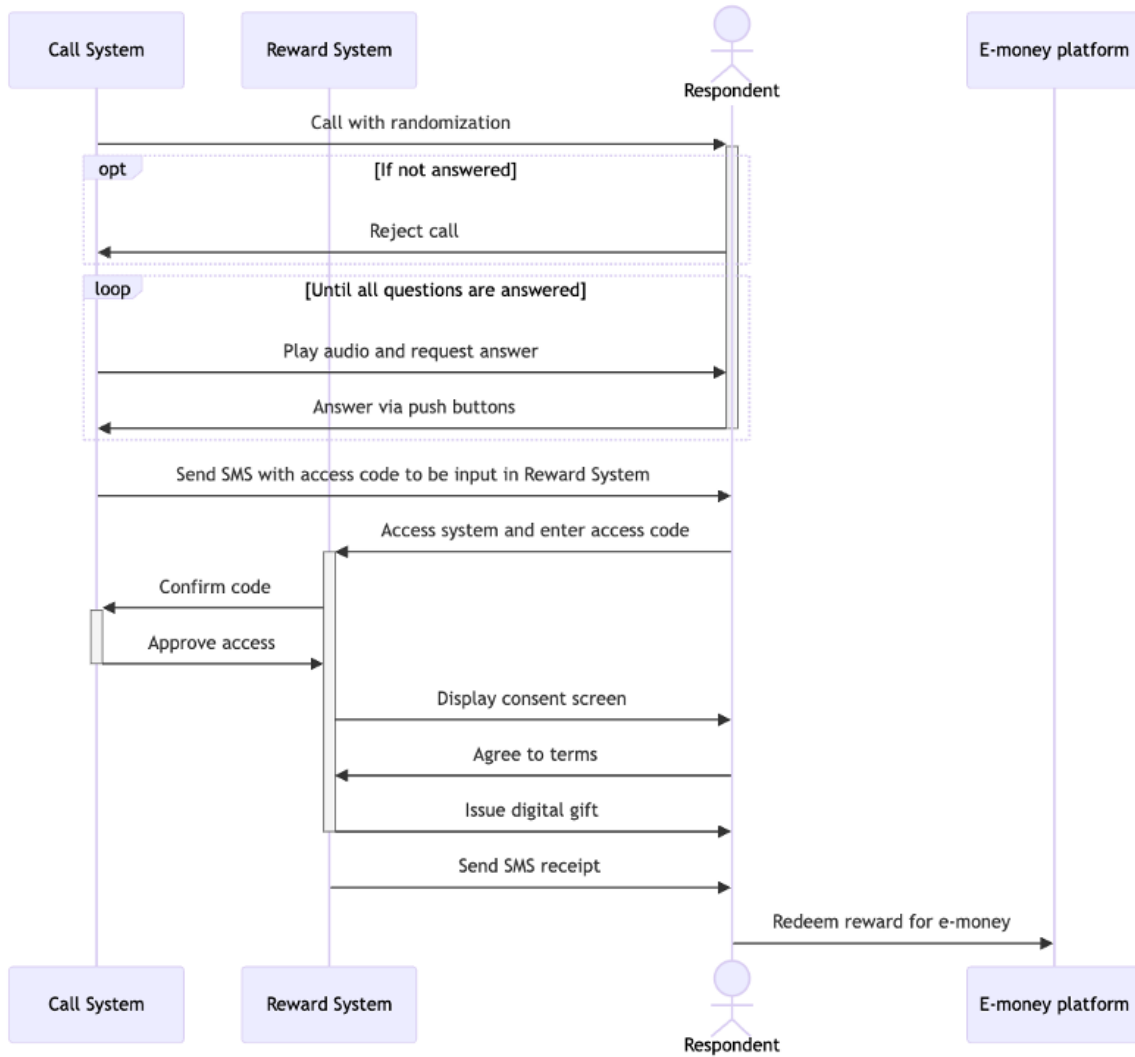 Call System
Reward System
Respondent
E-money platform
Call with randomization
opt
[If not answered]
Reject call
loop
[Until all questions are answered]
Play audio and request answer
Answer via push buttons
Send SMS with access code to be input in Reward System
Access system and enter access code
Confirm code
Approve access
Display consent screen
Agree to terms
Issue digital gift
Send SMS receipt
Redeem reward for e-money
Call System
Reward System
Respondent
E-money platform